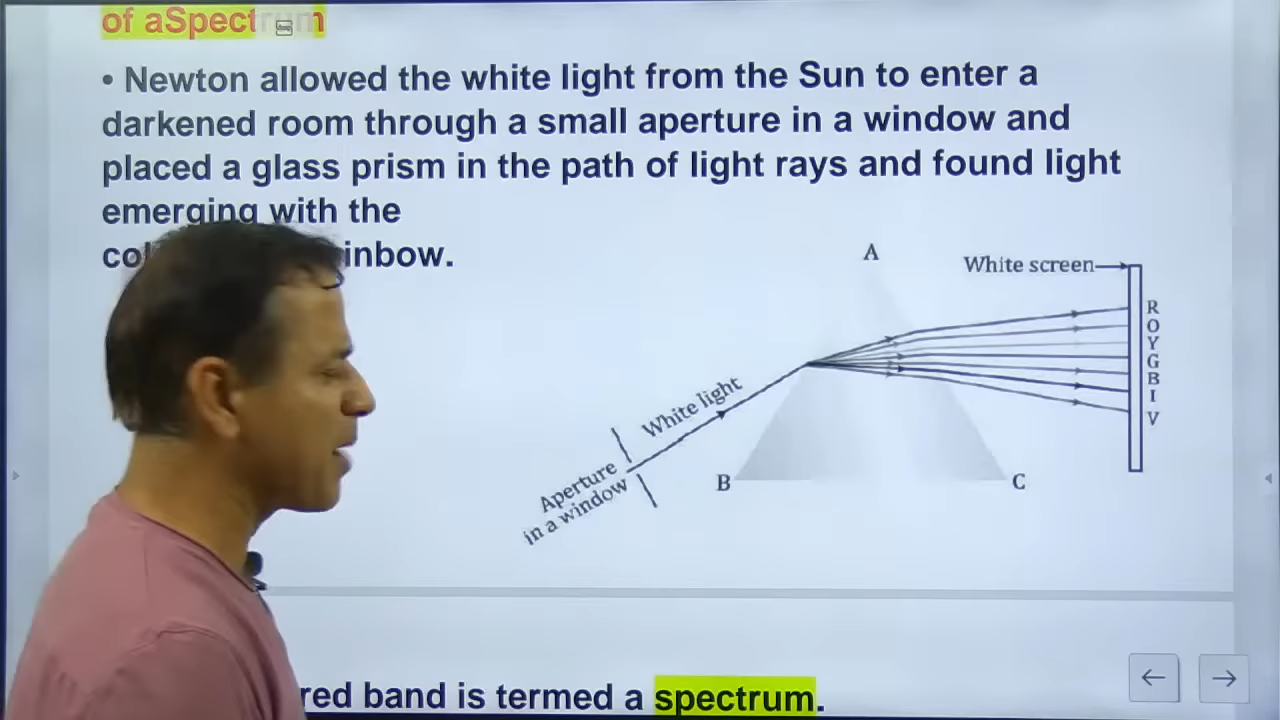 of aSpectrum
• Newton allowed the white light from the Sun to enter a
darkened room through a small aperture in a window and
placed a glass prism in the path of light rays and found light
emerging with the
inbow.
A
White screen
R
O
Y
G
B
I
V
White light
Aperture
in a window
B
C
red band is termed a spectrum.